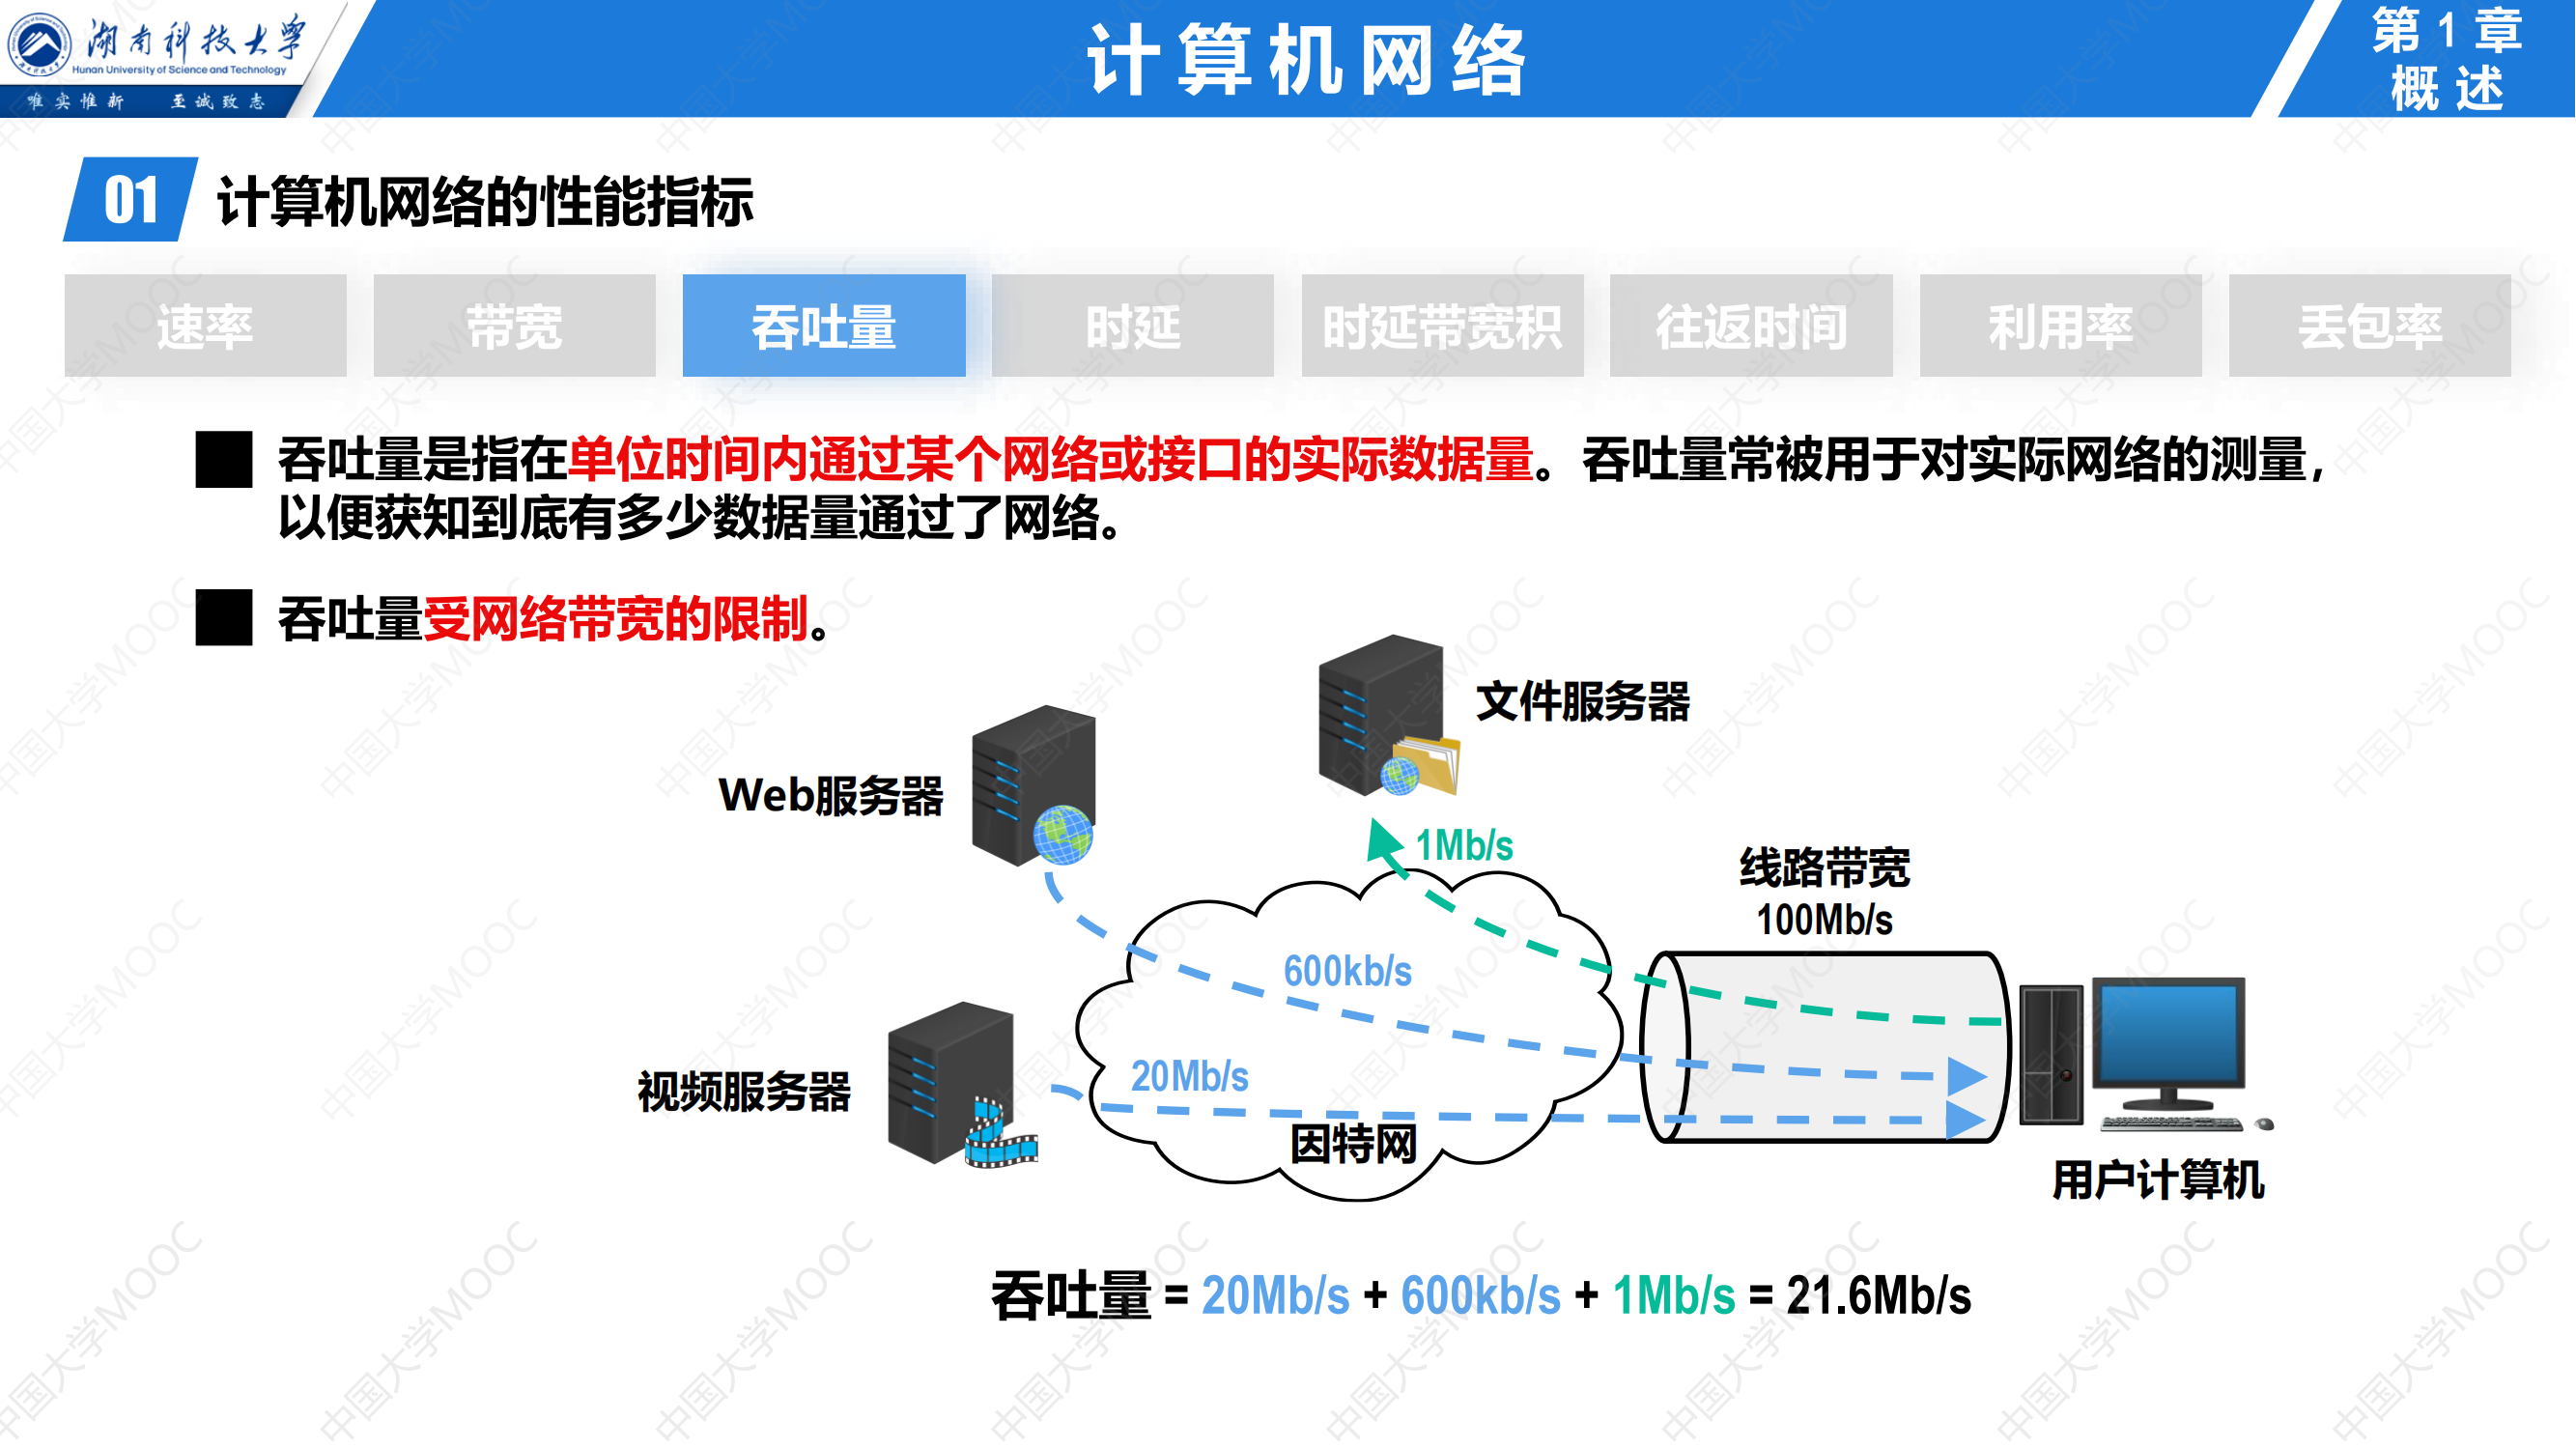 湖南科技大学
Hunan University of Science and Technology
唯实惟新 至诚致志
计算机网络
第1章
概述
01 计算机网络的性能指标
速率 带宽 吞吐量 时延 时延带宽积 往返时间 利用率 丢包率
吞吐量是指在单位时间内通过某个网络或接口的实际数据量。吞吐量常被用于对实际网络的测量，
以便获知到底有多少数据量通过了网络。
吞吐量受网络带宽的限制。
文件服务器
Web服务器
1Mb/s
线路带宽
100Mb/s
600kb/s
视频服务器
20Mb/s
因特网
用户计算机
吞吐量 = 20Mb/s + 600kb/s + 1Mb/s = 21.6Mb/s
中国大学MOOC